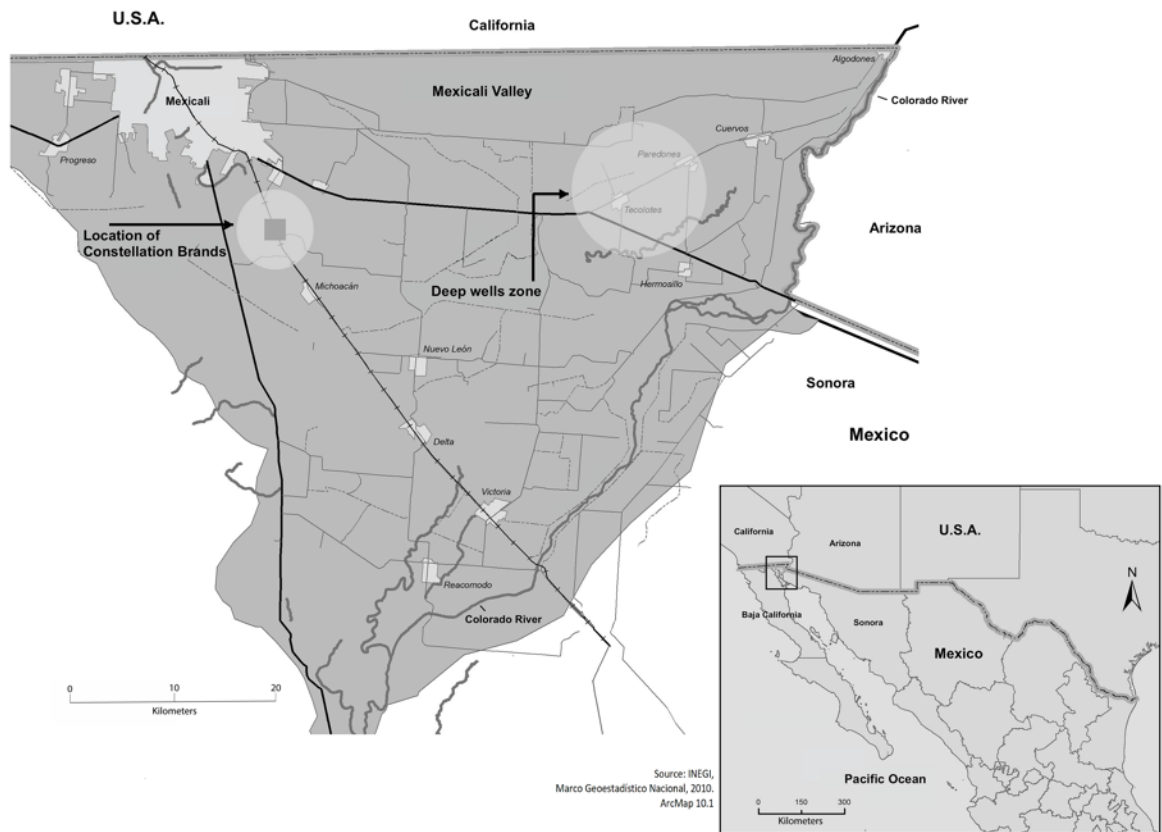 U.S.A.
California
Algodones
Mexicali
Mexicali Valley
Colorado River
Cuervos
Progreso
Paredones
Tecolotes
Arizona
Location of
Constellation Brands
Michoacán
Deep wells zone
Hermosillo
Nuevo León
Sonora
Mexico
Delta
Victoria
Reacomodo
Colorado River
0 10 20
Kilometers
California
Arizona
U.S.A.
N
Baja California
Sonora
Mexico
Pacific Ocean
0 150 300
Kilometers
Source: INEGI,
Marco Geoestadístico Nacional, 2010.
ArcMap 10.1